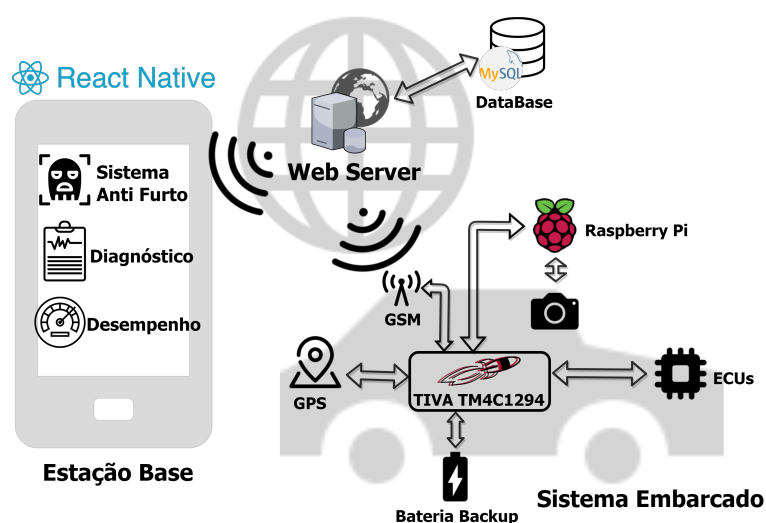 React Native
MySQL
DataBase
Web Server
Sistema
Anti Furto
Diagnóstico
Desempenho
Raspberry Pi
GSM
GPS
TIVA TM4C1294
ECUs
Estação Base
Bateria Backup
Sistema Embarcado